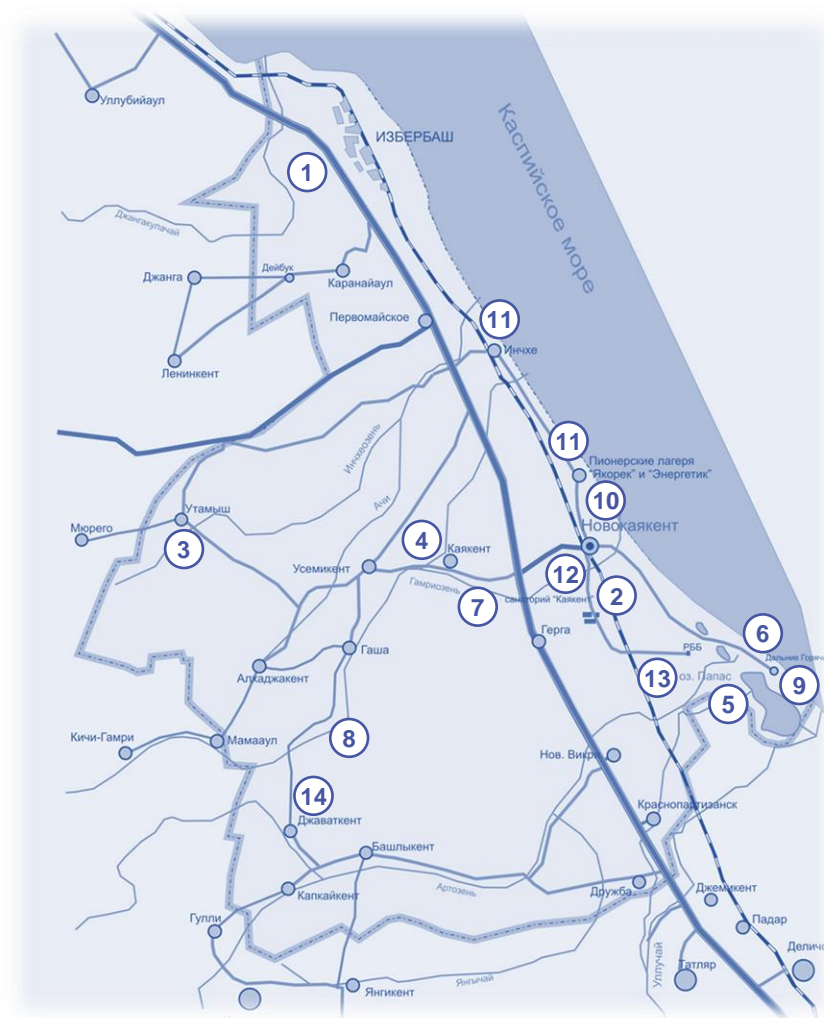 Уллубийаул
ИЗБЕРБАШ
Каспийское море
1
Джангакупачай
Дейбук
Джанга
Каранайаул
Первомайское
11
Инчхе
Ленинкент
11
Инчхеозень
Пионерские лагеря
"Якорек" и "Энергетик"
10
Ачи
Утамыш
Новокаякент
Мюрего
3
4
Каякент
Усемикент
12
Гамриозень
2
7
санаторий "Каякент"
Герга
6
Гаша
РББ
Дальние Горяч
Алхаджакент
13
оз. Папас
9
5
Кичи-Гамри
Мамааул
8
Нов. Викри
14
Краснопартизанск
Джаваткент
Башлыкент
Артозень
Дружба
Джемикент
Капкайкент
Гулли
Падар
Уллучай
Делич
Татляр
Янгычай
Янгикент